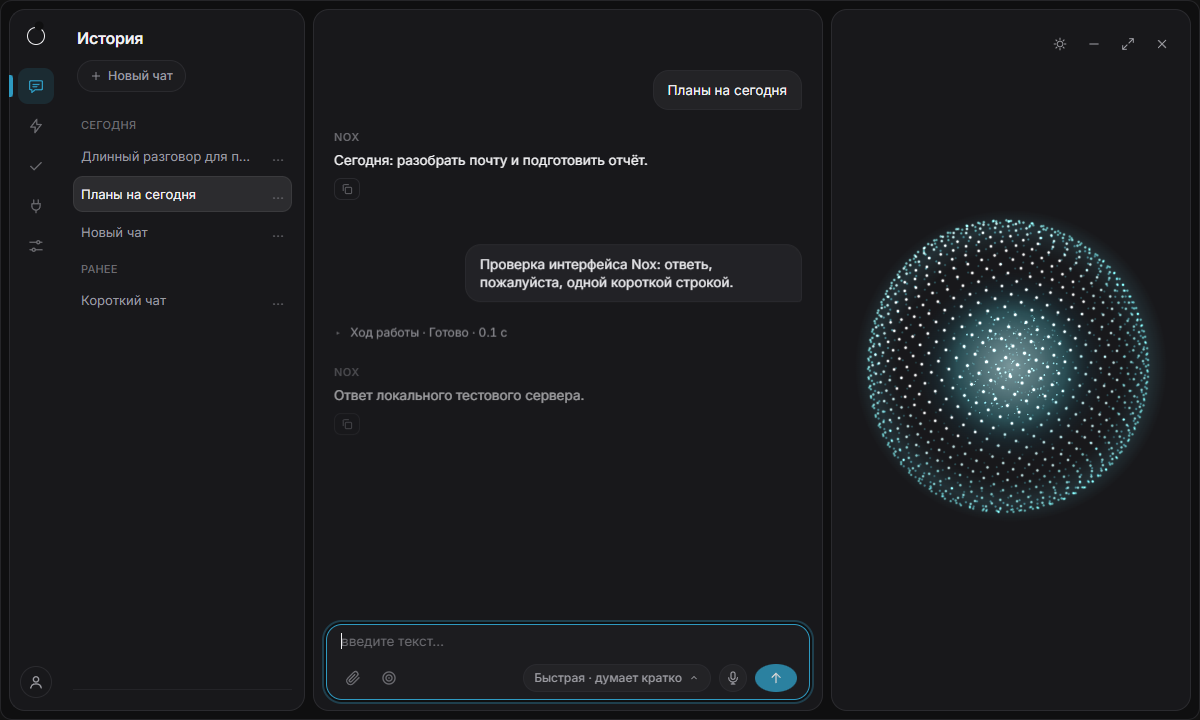 История
+ Новый чат
СЕГОДНЯ
Длинный разговор для п... ...
Планы на сегодня ...
Новый чат ...
РАНЕЕ
Короткий чат ...
Планы на сегодня
NOX
Сегодня: разобрать почту и подготовить отчёт.
Проверка интерфейса Nox: ответь,
пожалуйста, одной короткой строкой.
· Ход работы · Готово · 0.1 с
NOX
Ответ локального тестового сервера.
введите текст...
Быстрая · думает кратко